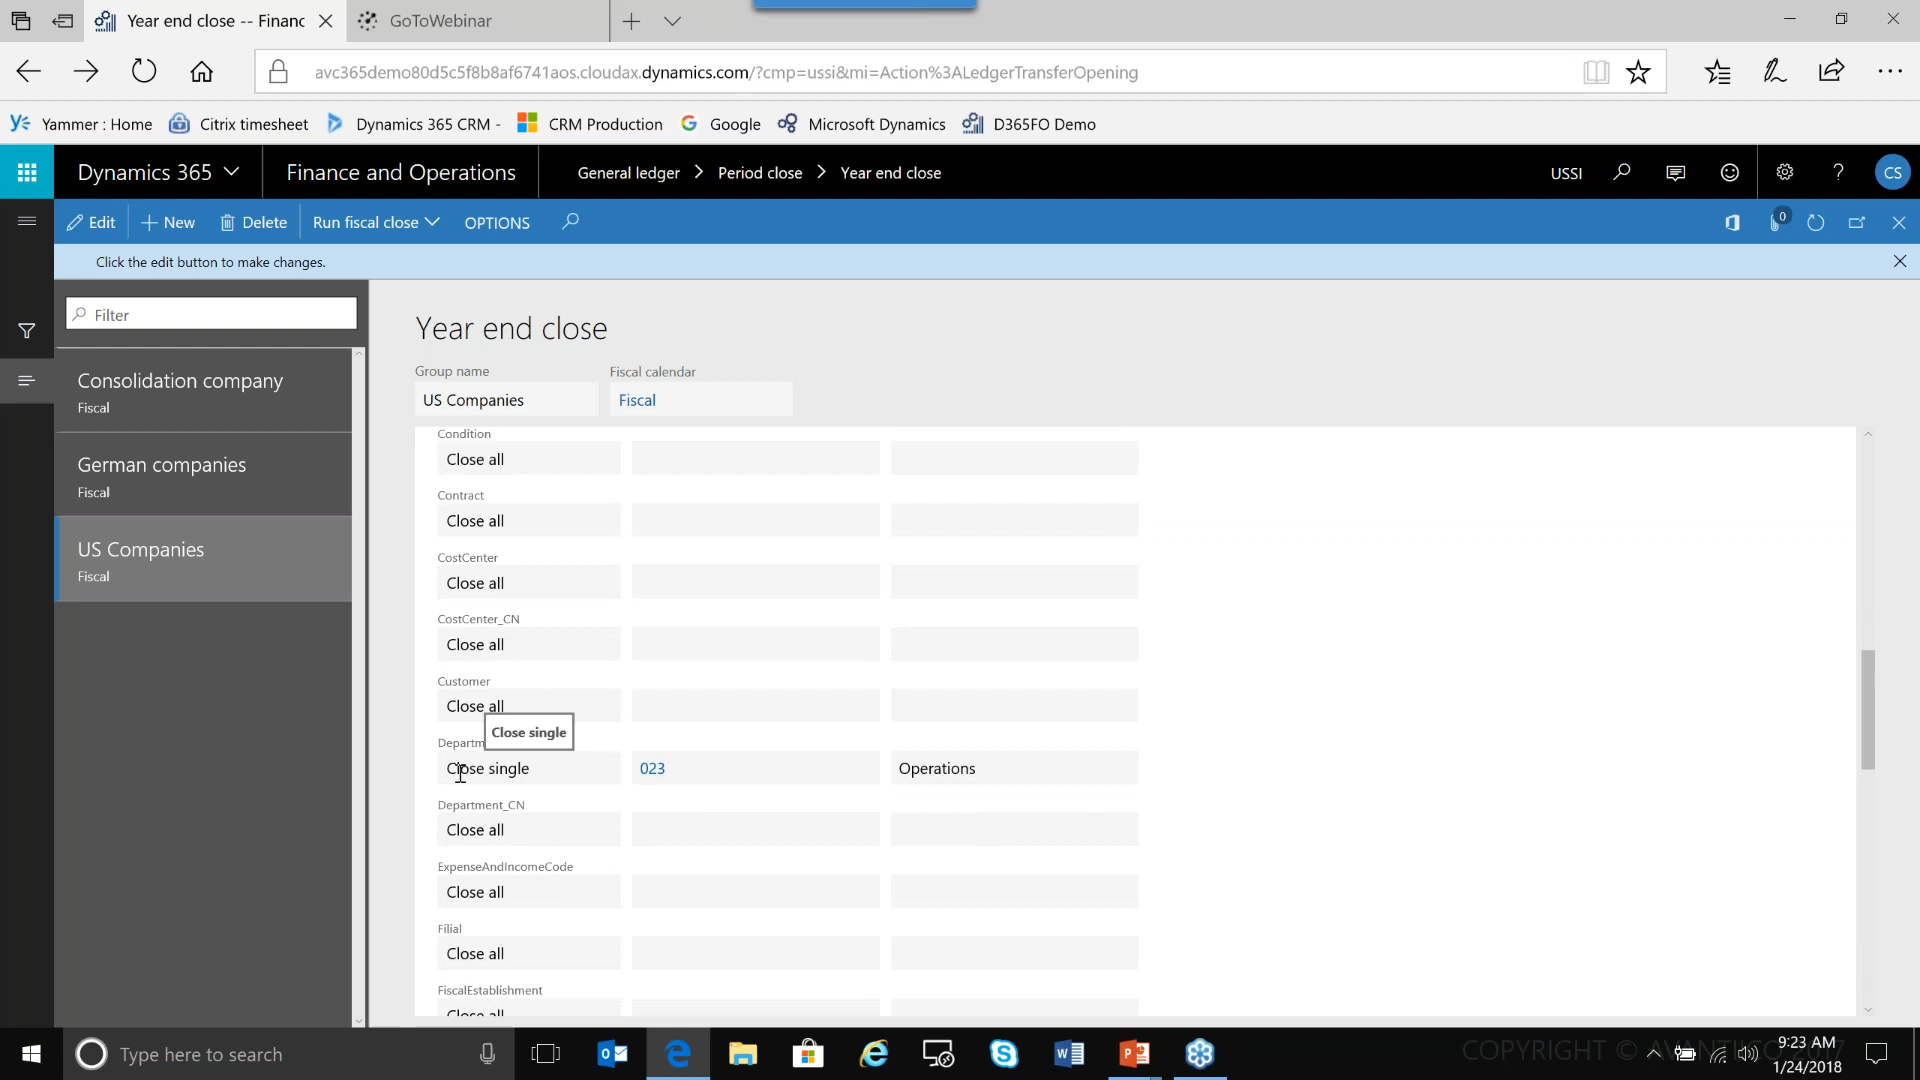 Year end close -- Financ
GoToWebinar
avc365demo80d5c5f8b8af6741aos.cloudax.dynamics.com/?cmp=ussi&mi=Action%3ALedgerTransferOpening
Yammer : Home
Citrix timesheet
Dynamics 365 CRM -
CRM Production
Google
Microsoft Dynamics
D365FO Demo
Dynamics 365
Finance and Operations
General ledger > Period close > Year end close
USSI
?
CS
Edit
+ New
Delete
Run fiscal close
OPTIONS
0
Click the edit button to make changes.
Filter
Consolidation company
Fiscal
German companies
Fiscal
US Companies
Fiscal
Year end close
Group name
Fiscal calendar
US Companies
Fiscal
Condition
Close all
Contract
Close all
CostCenter
Close all
CostCenter_CN
Close all
Customer
Close all
Close single
Departm
Close single
023
Operations
Department_CN
Close all
ExpenseAndIncomeCode
Close all
Filial
Close all
FiscalEstablishment
Close all
Type here to search
COPYRIGHT © AVANTIICO 2017
9:23 AM
1/24/2018